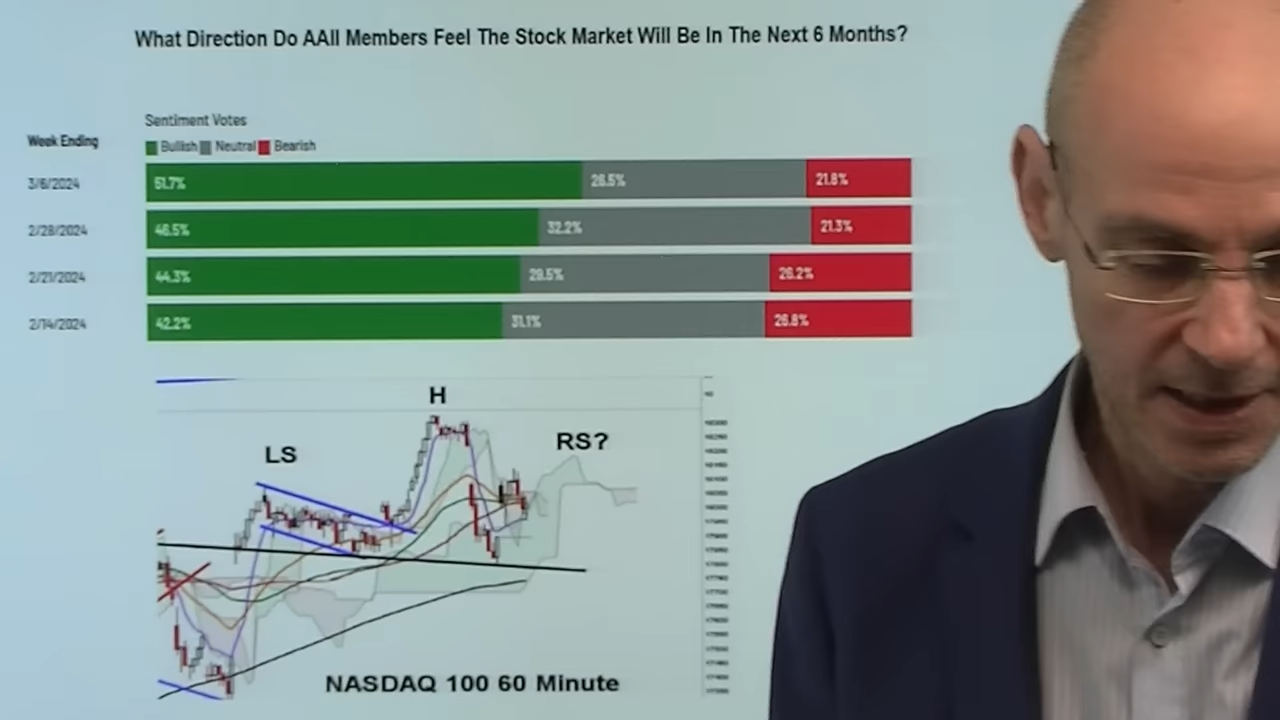 What Direction Do AAII Members Feel The Stock Market Will Be In The Next 6 Months?
Sentiment Votes
Week Ending
Bullish Neutral Bearish
3/6/2024 51.7% 26.5% 21.8%
2/28/2024 46.5% 32.2% 21.3%
2/21/2024 44.3% 29.5% 26.2%
2/14/2024 42.2% 31.1% 26.8%
H
LS
RS?
NASDAQ 100 60 Minute